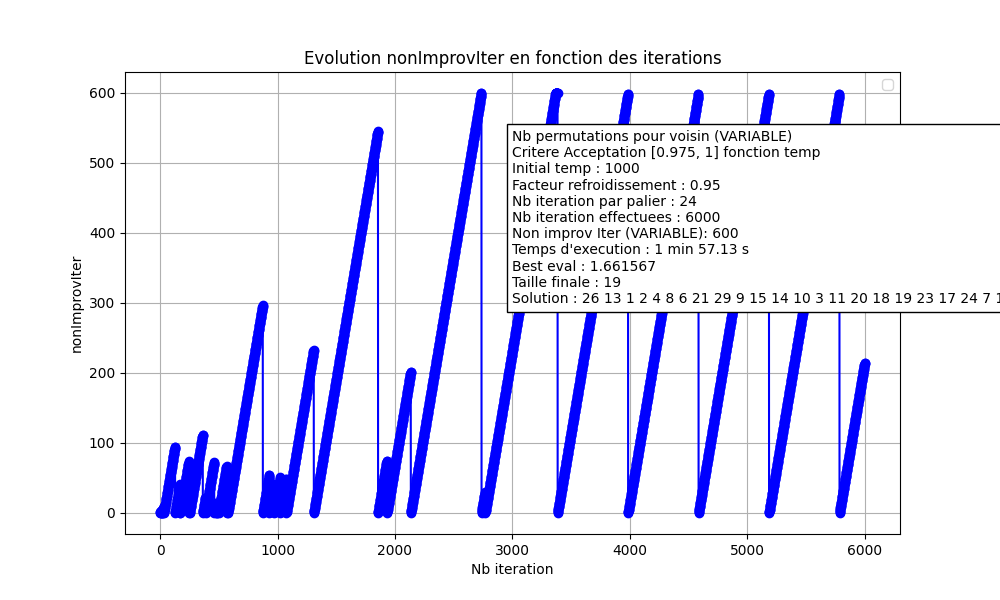 Evolution nonImprovIter en fonction des iterations
nonImprovIter
600
500
400
300
200
100
0
Nb permutations pour voisin (VARIABLE)
Critere Acceptation [0.975, 1] fonction temp
Initial temp : 1000
Facteur refroidissement : 0.95
Nb iteration par palier : 24
Nb iteration effectuees : 6000
Non improv Iter (VARIABLE): 600
Temps d'execution : 1 min 57.13 s
Best eval : 1.661567
Taille finale : 19
Solution : 26 13 1 2 4 8 6 21 29 9 15 14 10 3 11 20 18 19 23 17 24 7
0 1000 2000 3000 4000 5000 6000
Nb iteration